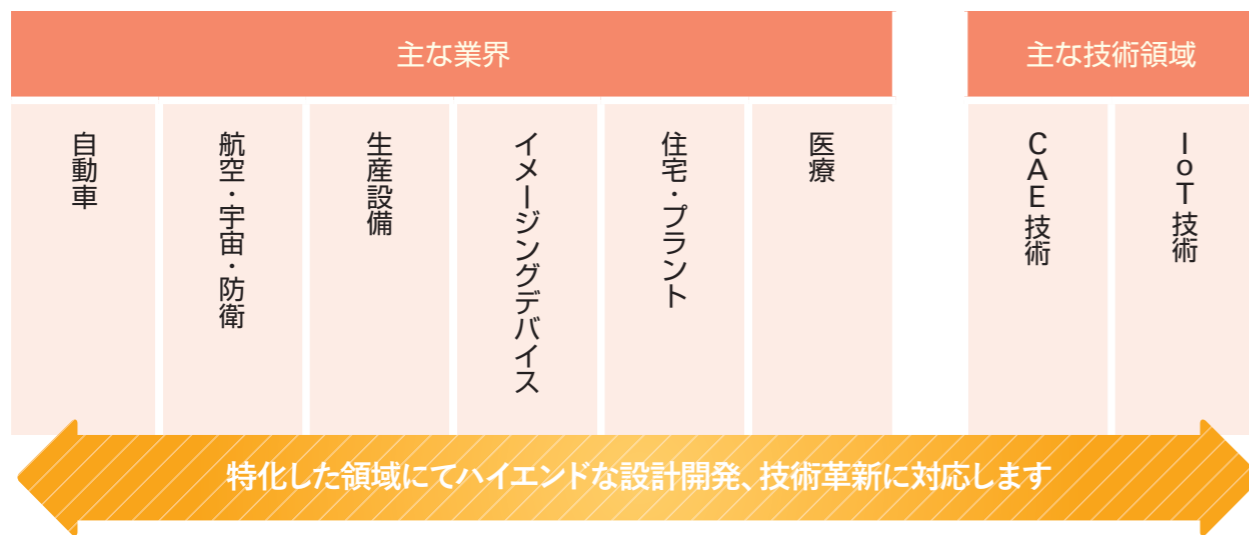 主な業界
主な技術領域
自動車
航空・宇宙・防衛
生産設備
イメージングデバイス
住宅・プラント
医療
CAE技術
IoT技術
特化した領域にてハイエンドな設計開発、技術革新に対応します